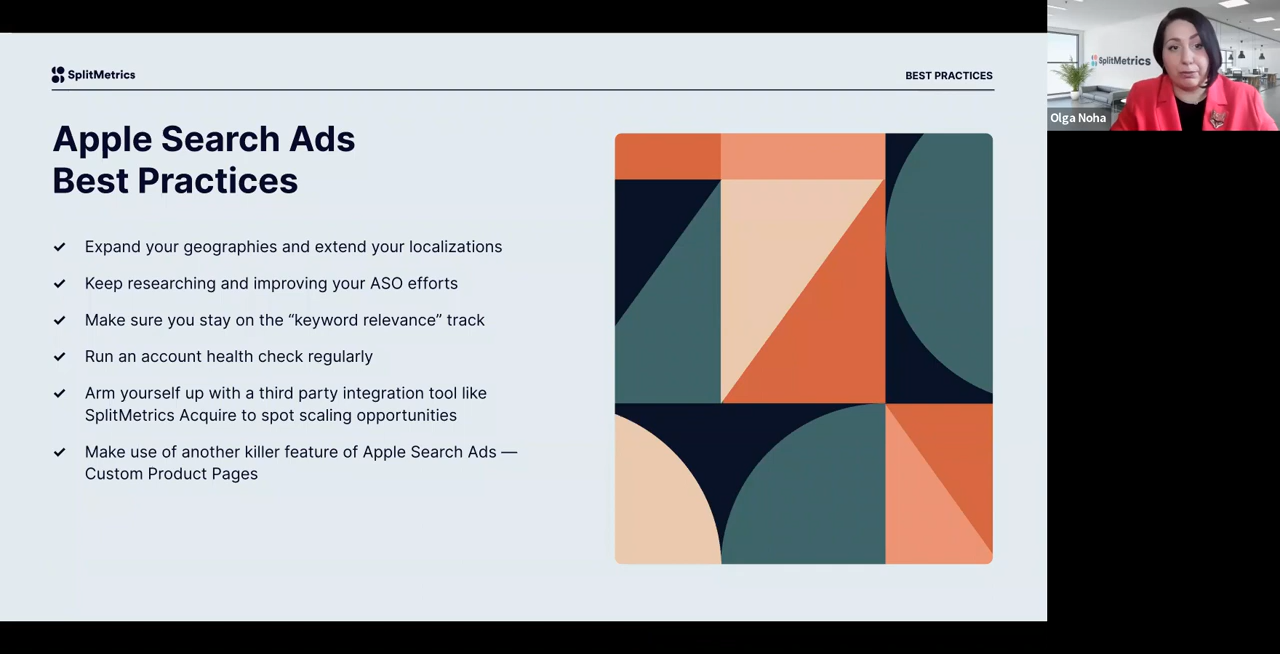 SplitMetrics
BEST PRACTICES
Apple Search Ads
Best Practices
Expand your geographies and extend your localizations
Keep researching and improving your ASO efforts
Make sure you stay on the “keyword relevance” track
Run an account health check regularly
Arm yourself up with a third party integration tool like
SplitMetrics Acquire to spot scaling opportunities
Make use of another killer feature of Apple Search Ads —
Custom Product Pages
SplitMetrics
Olga Noha